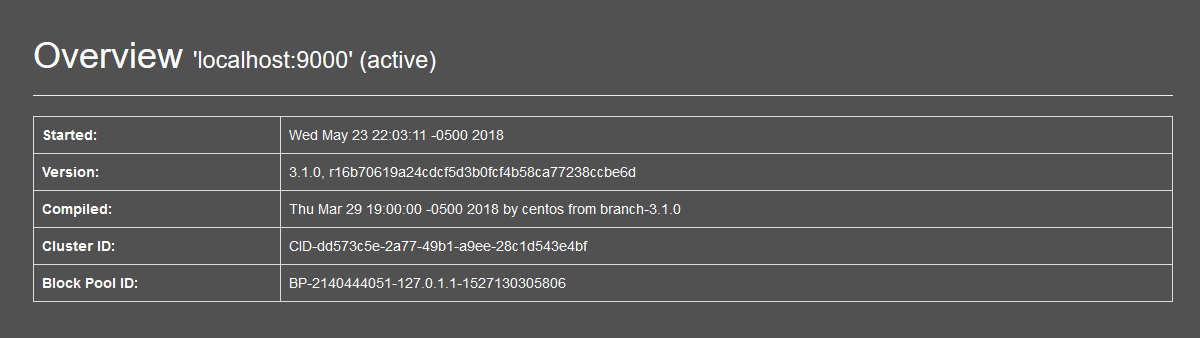 Overview 'localhost:9000' (active)
Started: Wed May 23 22:03:11 -0500 2018
Version: 3.1.0, r16b70619a24cdcf5d3b0fcf4b58ca77238ccbe6d
Compiled: Thu Mar 29 19:00:00 -0500 2018 by centos from branch-3.1.0
Cluster ID: CID-dd573c5e-2a77-49b1-a9ee-28c1d543e4bf
Block Pool ID: BP-2140444051-127.0.1.1-1527130305806